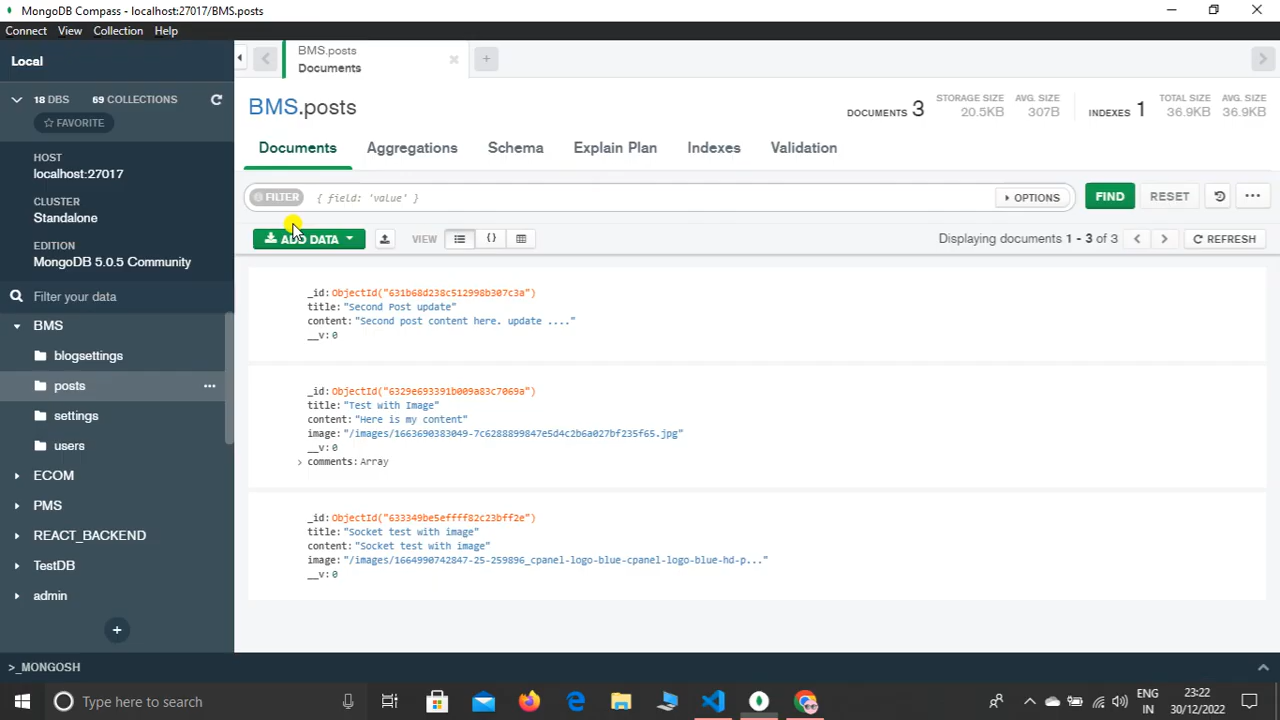 MongoDB Compass - localhost:27017/BMS.posts
Connect View Collection Help
Local
BMS.posts
Documents
18 DBS 69 COLLECTIONS
FAVORITE
HOST
localhost:27017
CLUSTER
Standalone
EDITION
MongoDB 5.0.5 Community
Filter your data
BMS
blogsettings
posts
settings
users
ECOM
PMS
REACT_BACKEND
TestDB
admin
BMS.posts
DOCUMENTS 3
STORAGE SIZE
20.5KB
AVG. SIZE
307B
INDEXES 1
TOTAL SIZE
36.9KB
AVG. SIZE
36.9KB
Documents Aggregations Schema Explain Plan Indexes Validation
FILTER { field: 'value' } OPTIONS FIND RESET
ADD DATA VIEW {} Displaying documents 1 - 3 of 3 REFRESH
_id: ObjectId("631b68d238c512998b307c3a")
title: "Second Post update"
content: "Second post content here. update ...."
__v: 0
_id: ObjectId("6329e693391b009a83c7069a")
title: "Test with Image"
content: "Here is my content"
image: "/images/1663690383049-7c6288899847e5d4c2b6a027bf235f65.jpg"
__v: 0
comments: Array
_id: ObjectId("633349be5effff82c23bff2e")
title: "Socket test with image"
content: "Socket test with image"
image: "/images/1664990742847-25-259896_cpanel-logo-blue-cpanel-logo-blue-hd-p..."
__v: 0
>_MONGOSH
Type here to search
ENG
IN
23:22
30/12/2022